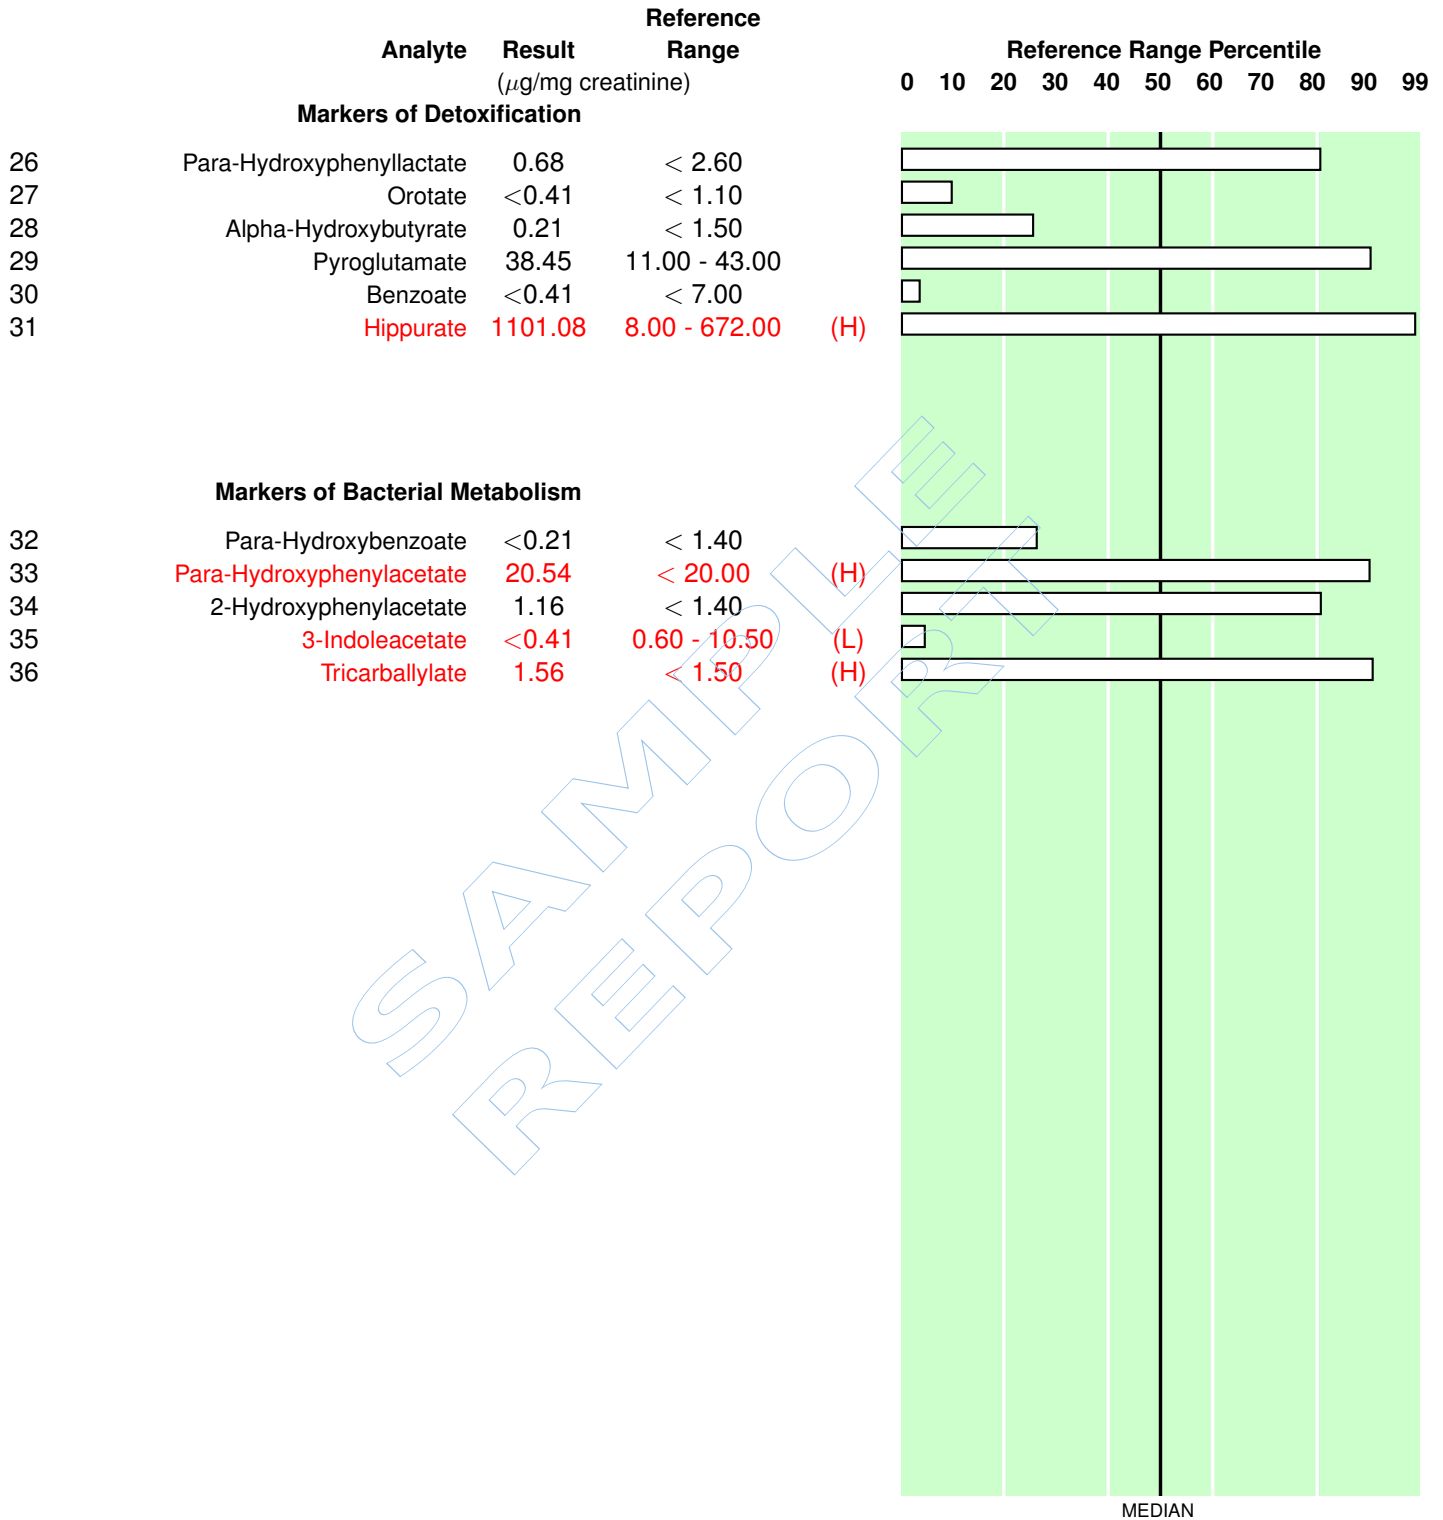 Reference
Analyte Result Range Reference Range Percentile
(µg/mg creatinine) 0 10 20 30 40 50 60 70 80 90 99
Markers of Detoxification
26 Para-Hydroxyphenyllactate 0.68 < 2.60
27 Orotate <0.41 < 1.10
28 Alpha-Hydroxybutyrate 0.21 < 1.50
29 Pyroglutamate 38.45 11.00 - 43.00
30 Benzoate <0.41 < 7.00
31 Hippurate 1101.08 8.00 - 672.00 (H)
Markers of Bacterial Metabolism
32 Para-Hydroxybenzoate <0.21 < 1.40
33 Para-Hydroxyphenylacetate 20.54 < 20.00 (H)
34 2-Hydroxyphenylacetate 1.16 < 1.40
35 3-Indoleacetate <0.41 0.60 - 10.50 (L)
36 Tricarballylate 1.56 < 1.50 (H)
SAMPLE
REPORT
MEDIAN